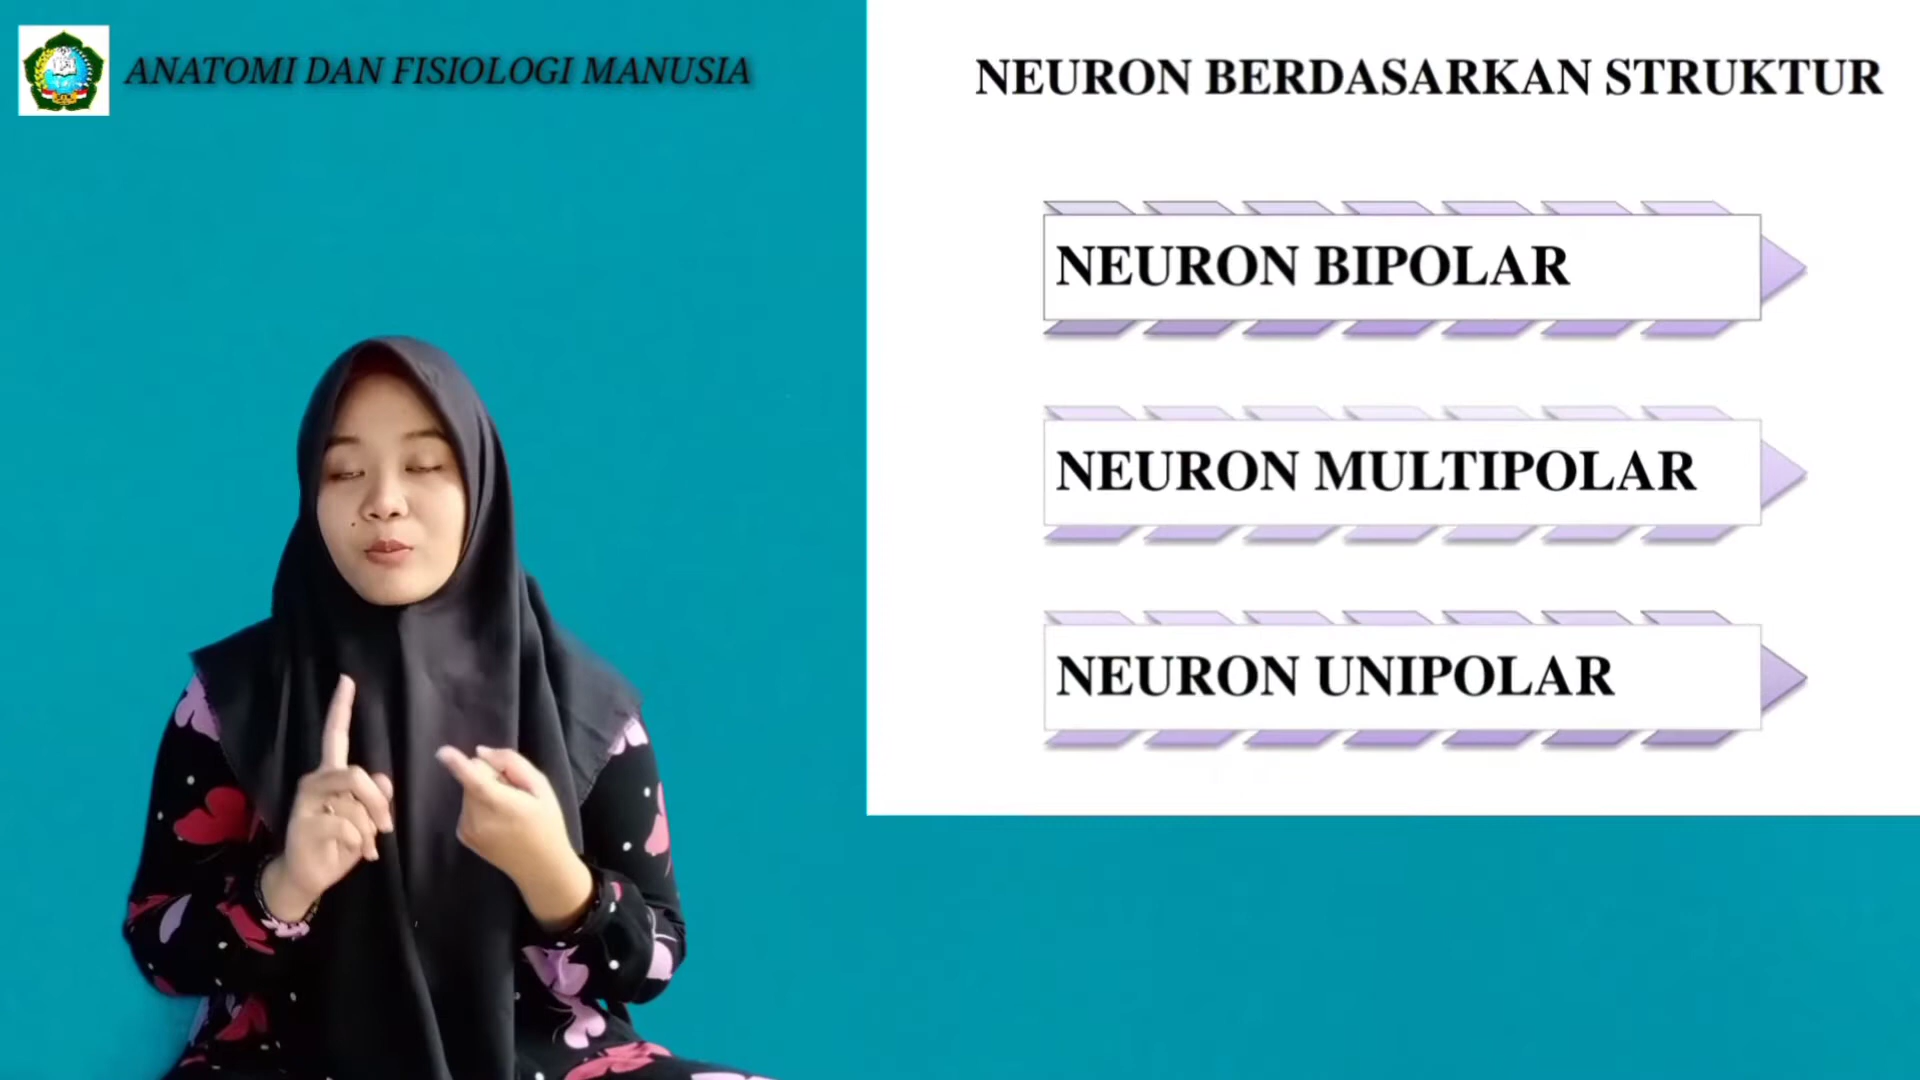 ANATOMI DAN FISIOLOGI MANUSIA
NEURON BERDASARKAN STRUKTUR
NEURON BIPOLAR
NEURON MULTIPOLAR
NEURON UNIPOLAR